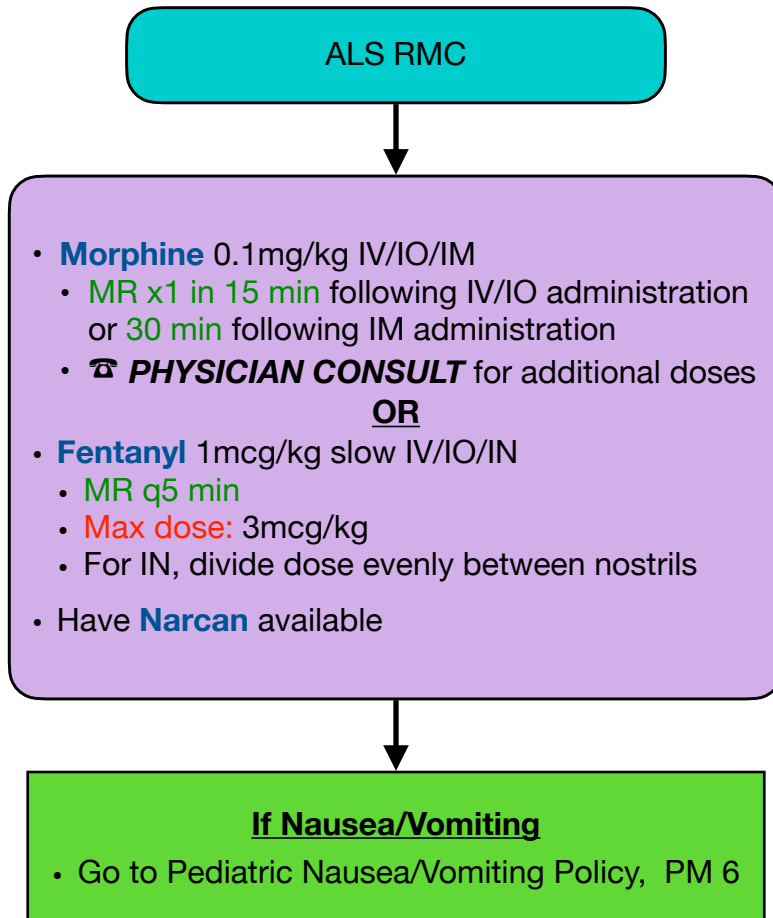 ALS RMC
• Morphine 0.1mg/kg IV/IO/IM
• MR x1 in 15 min following IV/IO administration
or 30 min following IM administration
• ☎ PHYSICIAN CONSULT for additional doses
OR
• Fentanyl 1mcg/kg slow IV/IO/IN
• MR q5 min
• Max dose: 3mcg/kg
• For IN, divide dose evenly between nostrils
• Have Narcan available
If Nausea/Vomiting
• Go to Pediatric Nausea/Vomiting Policy, PM 6